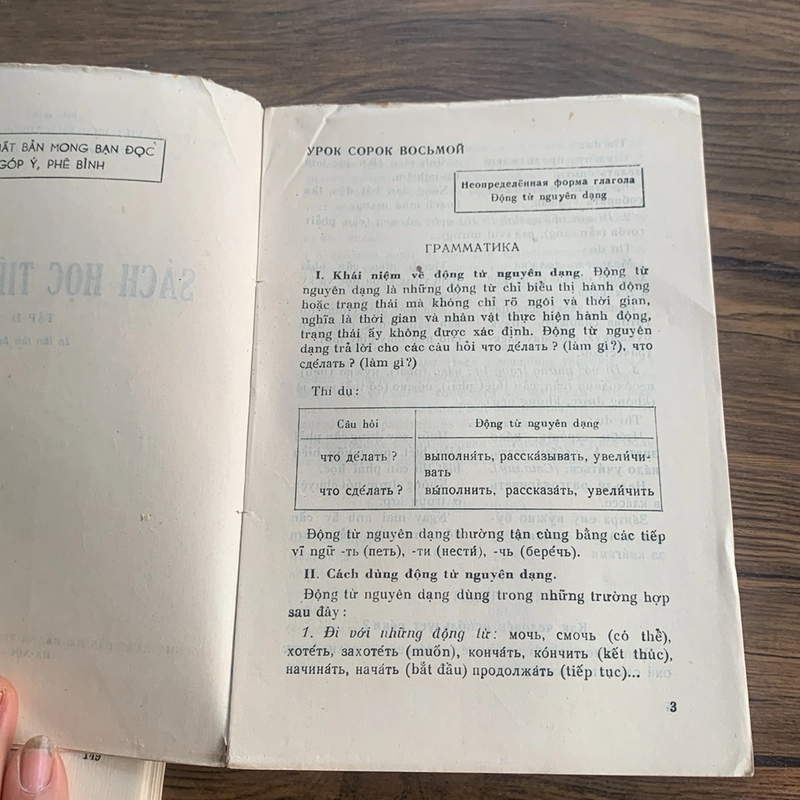 ẤT BẢN MONG BẠN ĐỌC
GÓP Ý, PHÊ BÌNH
SÁCH HỌC TIẾ
TẬP II
149
УРОК СОРОК ВОСЬМОЙ
Неопределённая форма глагола
Động từ nguyên dạng
ГРАММАТИКА
I. Khái niệm về động từ nguyên dạng. Động từ
nguyên dạng là những động từ chỉ biểu thị hành động
hoặc trạng thái mà không chỉ rõ ngôi và thời gian,
nghĩa là thời gian và nhân vật thực hiện hành động,
trạng thái ấy không được xác định. Động từ nguyên
dạng trả lời cho các câu hỏi что де́лать ? (làm gì?), что
сде́лать ? (làm gì?)
Thí dụ :
Câu hỏi Động từ nguyên dạng
что де́лать ? выполня́ть, расска́зывать, увели́чи-
вать
что сде́лать ? вы́полнить, рассказа́ть, увели́чить
Động từ nguyên dạng thường tận cùng bằng các tiếp
vĩ ngữ -ть (петь), -ти (нести́), -чь (бере́чь).
II. Cách dùng động từ nguyên dạng.
Động từ nguyên dạng dùng trong những trường hợp
sau đây :
1. Đi với những động từ : мочь, смочь (có thể),
хоте́ть, захоте́ть (muốn), конча́ть, ко́нчить (kết thúc),
начина́ть, нача́ть (bắt đầu) продолжа́ть (tiếp tục)...
3